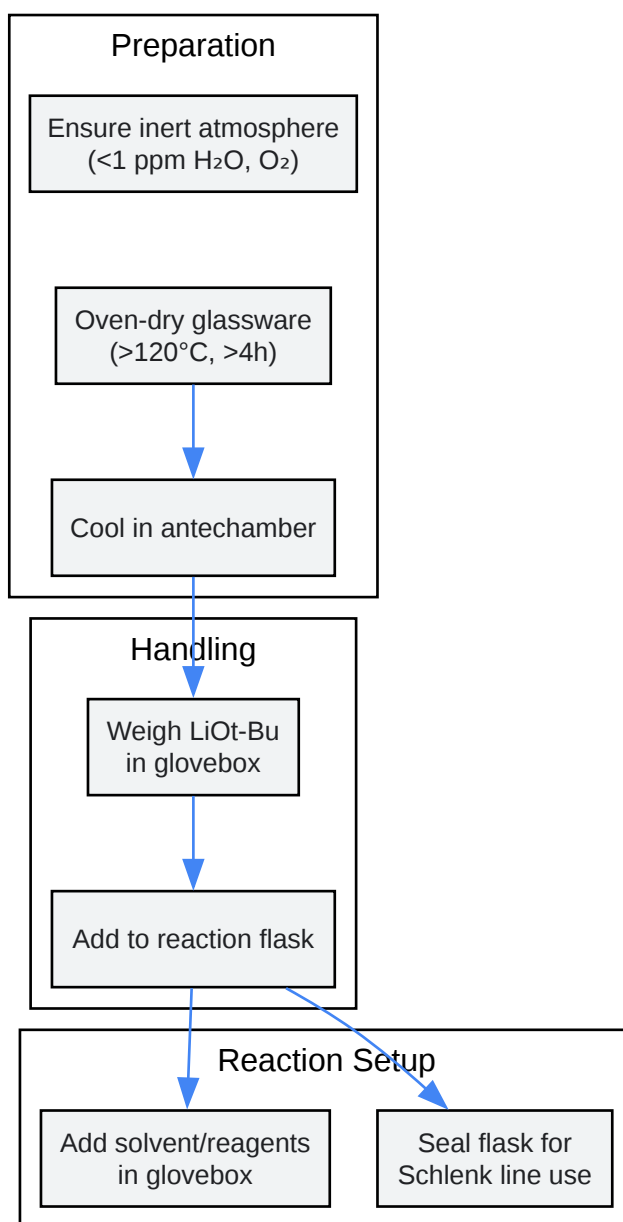 Preparation
Ensure inert atmosphere
(<1 ppm H₂O, O₂)
Oven-dry glassware
(>120°C, >4h)
Cool in antechamber
Handling
Weigh LiOt-Bu
in glovebox
Add to reaction flask
Reaction Setup
Add solvent/reagents
in glovebox
Seal flask for
Schlenk line use